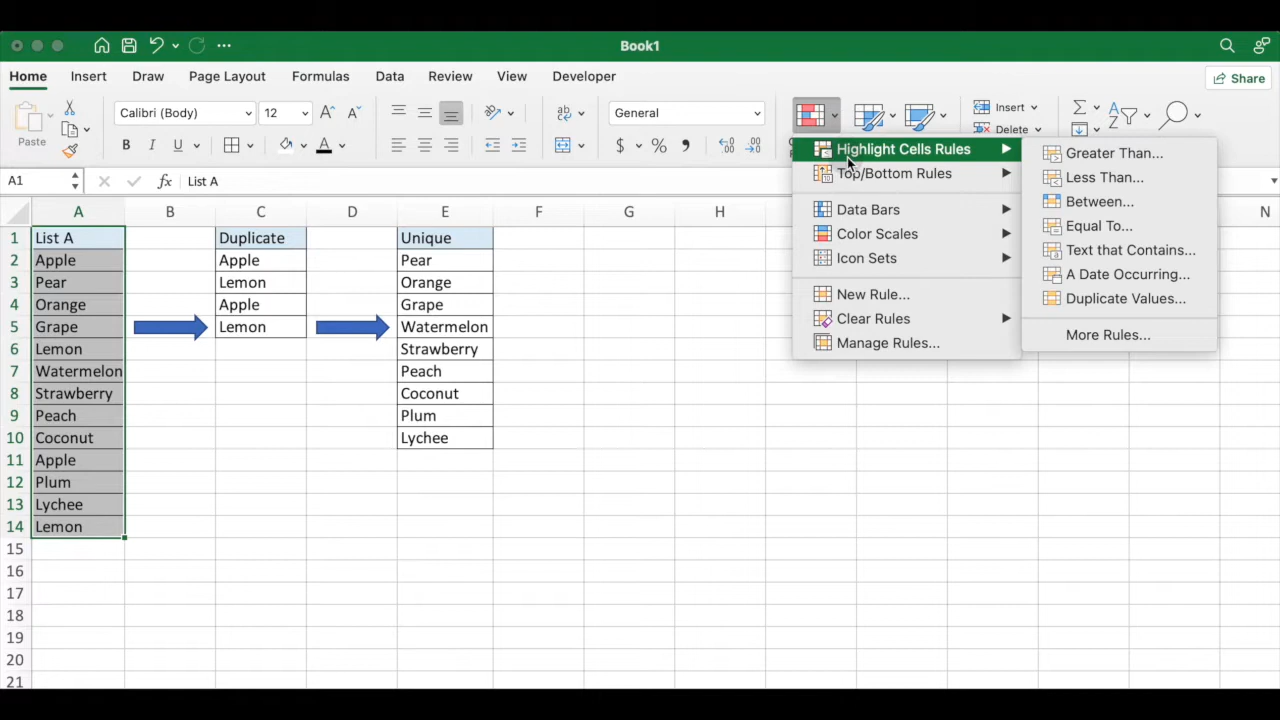 Book1
Home Insert Draw Page Layout Formulas Data Review View Developer Share
Paste Calibri (Body) 12 General Insert
B I U A $ % Delete
A1 fx List A
A B C D E F G H N
1 List A Duplicate Unique
2 Apple Apple Pear
3 Pear Lemon Orange
4 Orange Apple Grape
5 Grape Lemon Watermelon
6 Lemon Strawberry
7 Watermelon Peach
8 Strawberry Coconut
9 Peach Plum
10 Coconut Lychee
11 Apple
12 Plum
13 Lychee
14 Lemon
15
16
17
18
19
20
21
Highlight Cells Rules
Top/Bottom Rules
Data Bars
Color Scales
Icon Sets
New Rule...
Clear Rules
Manage Rules...
Greater Than...
Less Than...
Between...
Equal To...
Text that Contains...
A Date Occurring...
Duplicate Values...
More Rules...